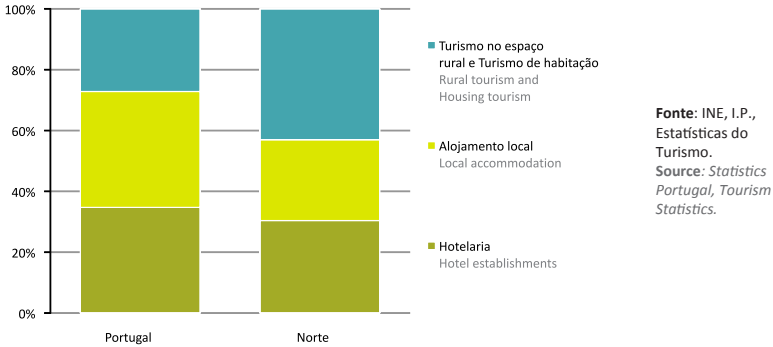 100%
80%
60%
40%
20%
0%
Portugal
Norte
Turismo no espaço
rural e Turismo de habitação
Rural tourism and
Housing tourism
Alojamento local
Local accommodation
Hotelaria
Hotel establishments
Fonte: INE, I.P.,
Estatísticas do
Turismo.
Source: Statistics
Portugal, Tourism
Statistics.